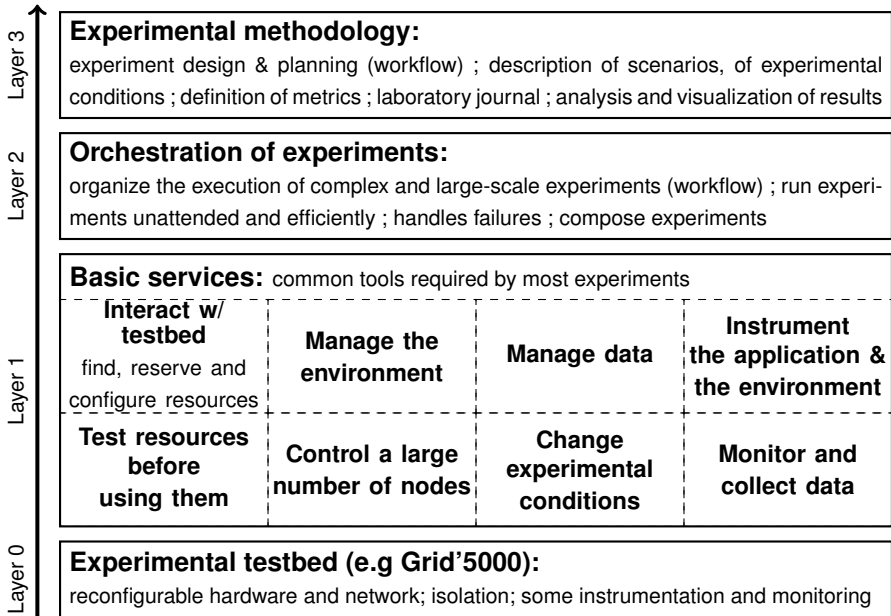 Layer 3
Experimental methodology:
experiment design & planning (workflow) ; description of scenarios, of experimental
conditions ; definition of metrics ; laboratory journal ; analysis and visualization of results
Layer 2
Orchestration of experiments:
organize the execution of complex and large-scale experiments (workflow) ; run experi-
ments unattended and efficiently ; handles failures ; compose experiments
Layer 1
Basic services: common tools required by most experiments
Interact w/
testbed
find, reserve and
configure resources
Manage the
environment
Manage data
Instrument
the application &
the environment
Test resources
before
using them
Control a large
number of nodes
Change
experimental
conditions
Monitor and
collect data
Layer 0
Experimental testbed (e.g Grid'5000):
reconfigurable hardware and network; isolation; some instrumentation and monitoring